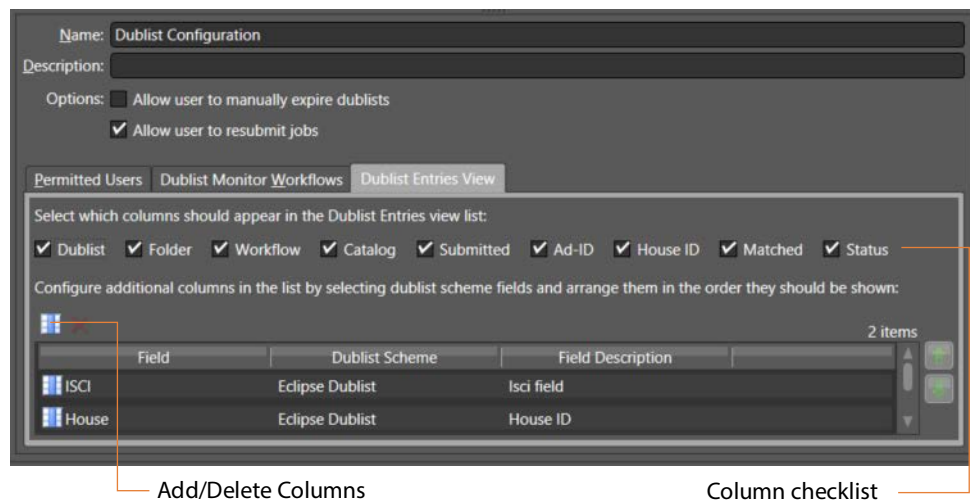 Name: Dublist Configuration
Description:
Options: Allow user to manually expire dublists
Allow user to resubmit jobs
Permitted Users Dublist Monitor Workflows Dublist Entries View
Select which columns should appear in the Dublist Entries view list:
Dublist Folder Workflow Catalog Submitted Ad-ID House ID Matched Status
Configure additional columns in the list by selecting dublist scheme fields and arrange them in the order they should be shown:
2 items
Field Dublist Scheme Field Description
ISCI Eclipse Dublist Isci field
House Eclipse Dublist House ID
Add/Delete Columns Column checklist